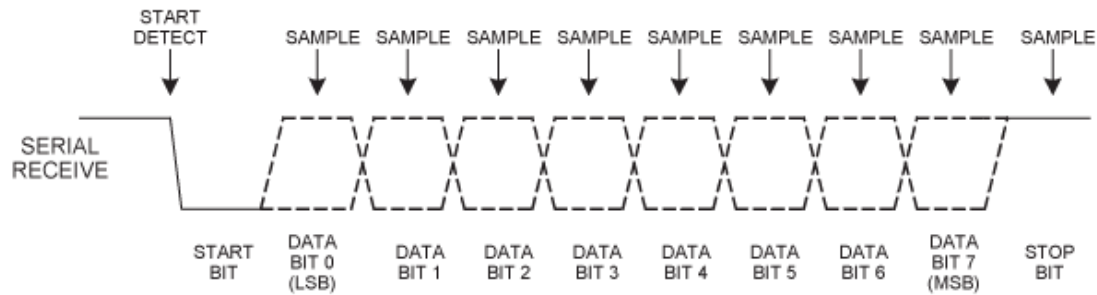 START
DETECT
SAMPLE SAMPLE SAMPLE SAMPLE SAMPLE SAMPLE SAMPLE SAMPLE SAMPLE
SERIAL
RECEIVE
START
BIT
DATA
BIT 0
(LSB)
DATA
BIT 1
DATA
BIT 2
DATA
BIT 3
DATA
BIT 4
DATA
BIT 5
DATA
BIT 6
DATA
BIT 7
(MSB)
STOP
BIT